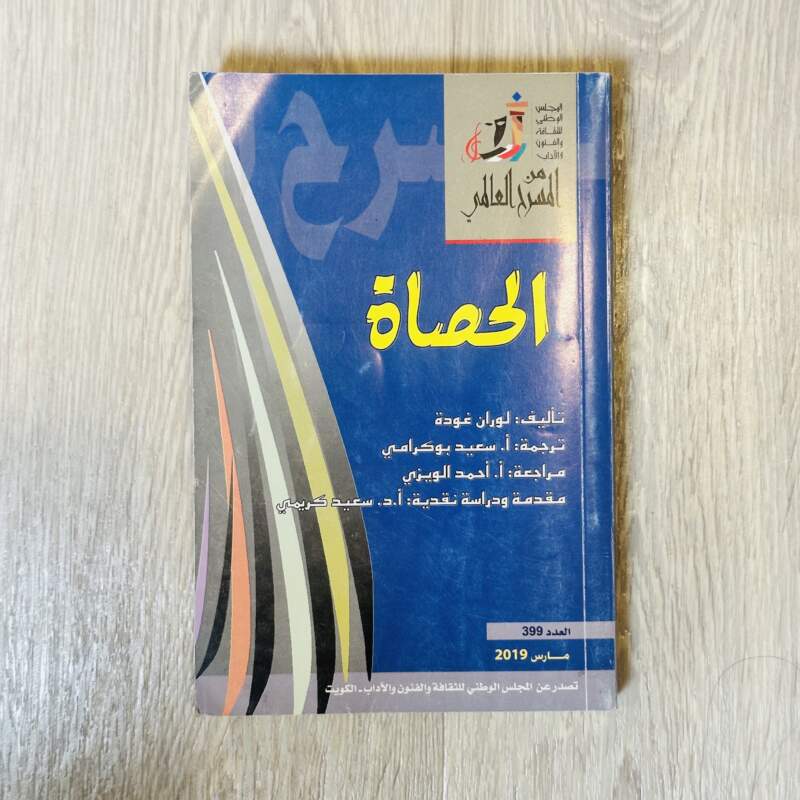 المجلس
الوطني
للثقافة
والفنون
والآداب
من
المسرح العالمي
الحصاة
تأليف: لوران غودة
ترجمة: أ. سعيد بوكرامي
مراجعة: أ. أحمد الويزي
مقدمة ودراسة نقدية: أ.د. سعيد كريمي
العدد 399
مارس 2019
تصدر عن المجلس الوطني للثقافة والفنون والآداب - الكويت